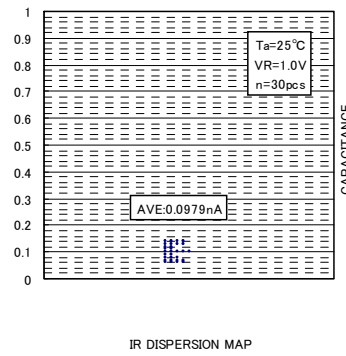 1
0.9
Ta=25°C
0.8
VR=1.0V
0.7
n=30pcs
0.6
0.5
0.4
0.3
AVE:0.0979nA
0.2
0.1
0
CAPACITANCE
IR DISPERSION MAP